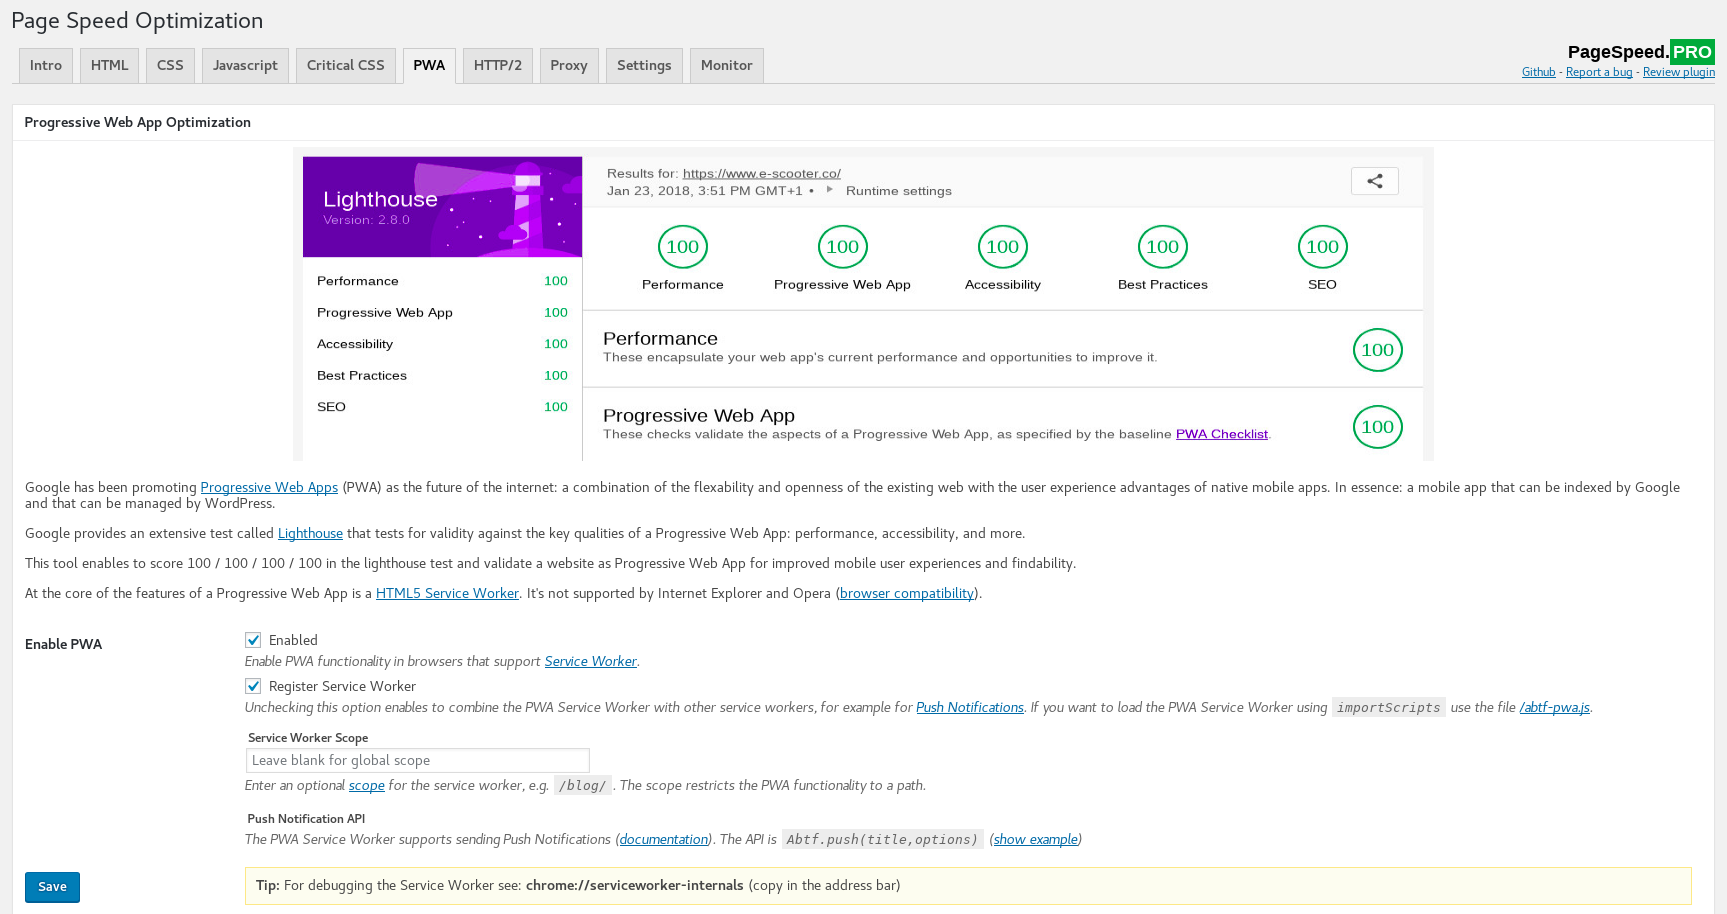 Page Speed Optimization
Intro
HTML
CSS
Javascript
Critical CSS
PWA
HTTP/2
Proxy
Settings
Monitor
PageSpeed.PRO
Github - Report a bug - Review plugin
Progressive Web App Optimization
Lighthouse
Version: 2.8.0
Performance 100
Progressive Web App 100
Accessibility 100
Best Practices 100
SEO 100
Results for: https://www.e-scooter.co/
Jan 23, 2018, 3:51 PM GMT+1 • ▶ Runtime settings
100 100 100 100 100
Performance Progressive Web App Accessibility Best Practices SEO
Performance
These encapsulate your web app's current performance and opportunities to improve it.
100
Progressive Web App
These checks validate the aspects of a Progressive Web App, as specified by the baseline PWA Checklist.
100
Google has been promoting Progressive Web Apps (PWA) as the future of the internet: a combination of the flexability and openness of the existing web with the user experience advantages of native mobile apps. In essence: a mobile app that can be indexed by Google
and that can be managed by WordPress.
Google provides an extensive test called Lighthouse that tests for validity against the key qualities of a Progressive Web App: performance, accessibility, and more.
This tool enables to score 100 / 100 / 100 / 100 in the lighthouse test and validate a website as Progressive Web App for improved mobile user experiences and findability.
At the core of the features of a Progressive Web App is a HTML5 Service Worker. It's not supported by Internet Explorer and Opera (browser compatibility).
Enable PWA
Enabled
Enable PWA functionality in browsers that support Service Worker.
Register Service Worker
Unchecking this option enables to combine the PWA Service Worker with other service workers, for example for Push Notifications. If you want to load the PWA Service Worker using importScripts use the file /abtf-pwa.js.
Service Worker Scope
Leave blank for global scope
Enter an optional scope for the service worker, e.g. /blog/. The scope restricts the PWA functionality to a path.
Push Notification API
The PWA Service Worker supports sending Push Notifications (documentation). The API is Abtf.push(title,options) (show example)
Save
Tip: For debugging the Service Worker see: chrome://serviceworker-internals (copy in the address bar)